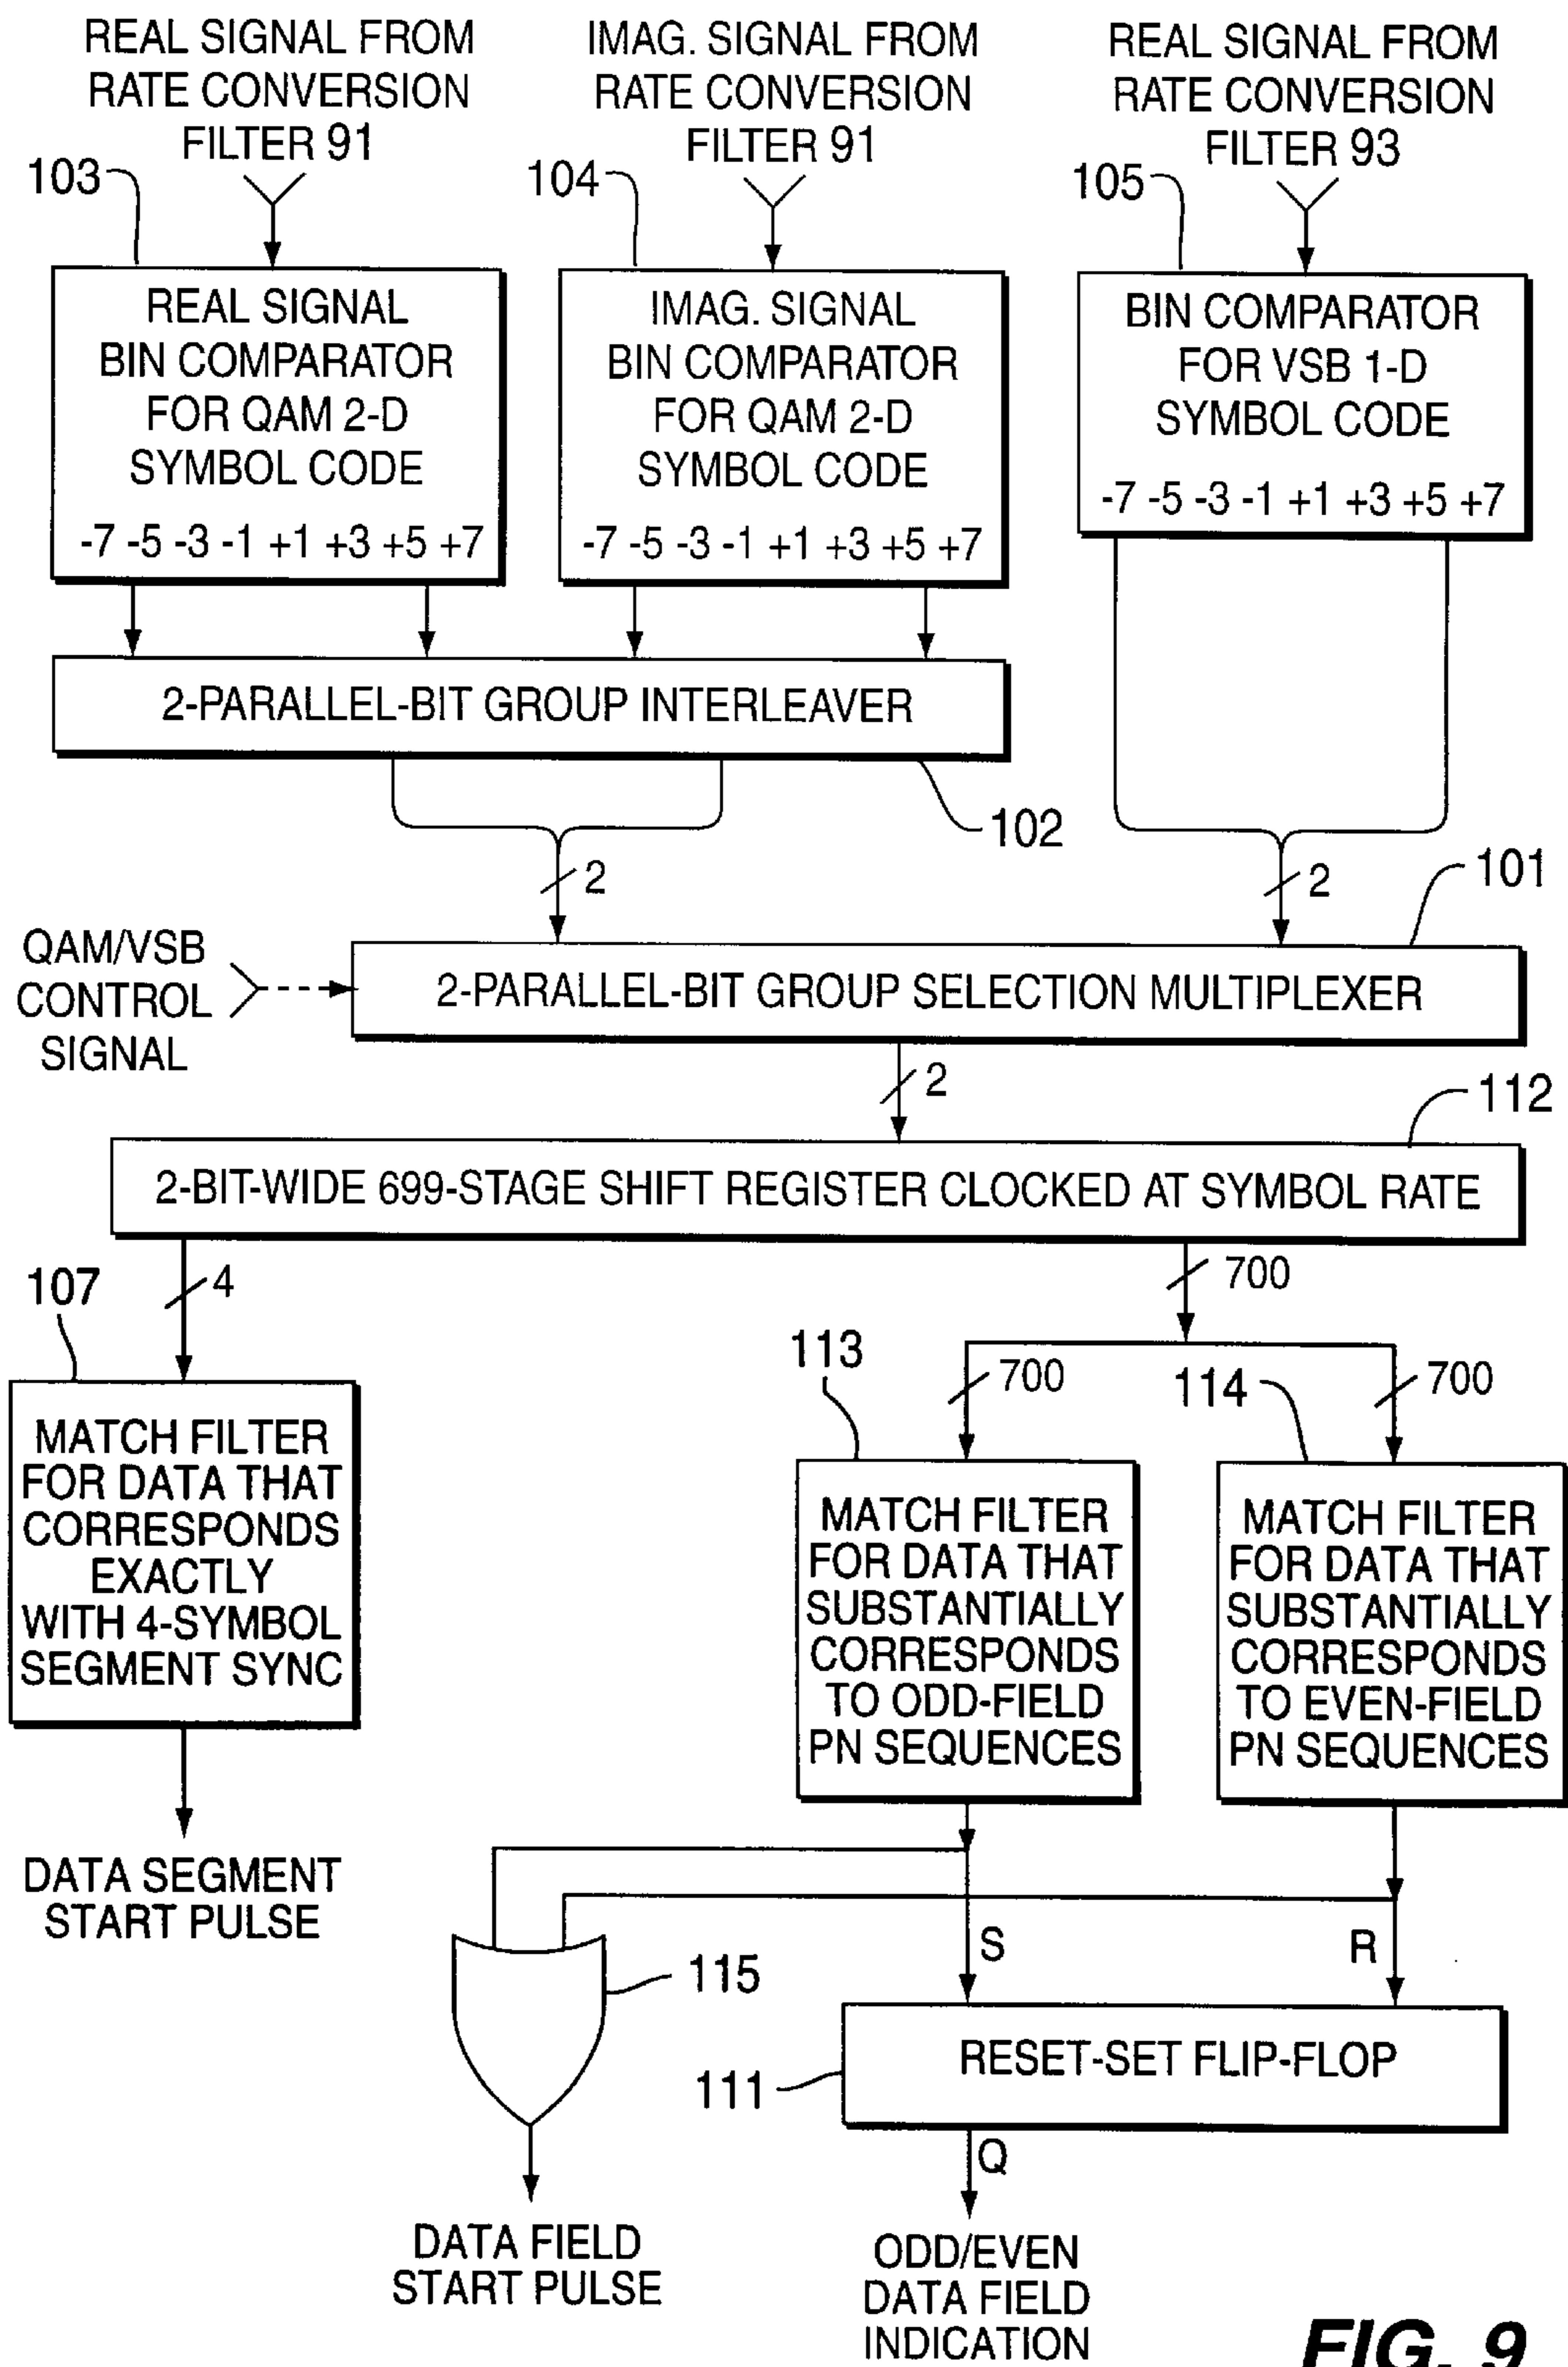 REAL SIGNAL FROM
RATE CONVERSION
FILTER 91
IMAG. SIGNAL FROM
RATE CONVERSION
FILTER 91
REAL SIGNAL FROM
RATE CONVERSION
FILTER 93
103
104
105
REAL SIGNAL
BIN COMPARATOR
FOR QAM 2-D
SYMBOL CODE
-7 -5 -3 -1 +1 +3 +5 +7
IMAG. SIGNAL
BIN COMPARATOR
FOR QAM 2-D
SYMBOL CODE
-7 -5 -3 -1 +1 +3 +5 +7
BIN COMPARATOR
FOR VSB 1-D
SYMBOL CODE
-7 -5 -3 -1 +1 +3 +5 +7
2-PARALLEL-BIT GROUP INTERLEAVER
102
2
2
101
QAM/VSB
CONTROL
SIGNAL
2-PARALLEL-BIT GROUP SELECTION MULTIPLEXER
2
112
2-BIT-WIDE 699-STAGE SHIFT REGISTER CLOCKED AT SYMBOL RATE
107
4
700
113
700
114
700
MATCH FILTER
FOR DATA THAT
CORRESPONDS
EXACTLY
WITH 4-SYMBOL
SEGMENT SYNC
MATCH FILTER
FOR DATA THAT
SUBSTANTIALLY
CORRESPONDS
TO ODD-FIELD
PN SEQUENCES
MATCH FILTER
FOR DATA THAT
SUBSTANTIALLY
CORRESPONDS
TO EVEN-FIELD
PN SEQUENCES
DATA SEGMENT
START PULSE
S
R
115
111
RESET-SET FLIP-FLOP
Q
DATA FIELD
START PULSE
ODD/EVEN
DATA FIELD
INDICATION
FIG. 9